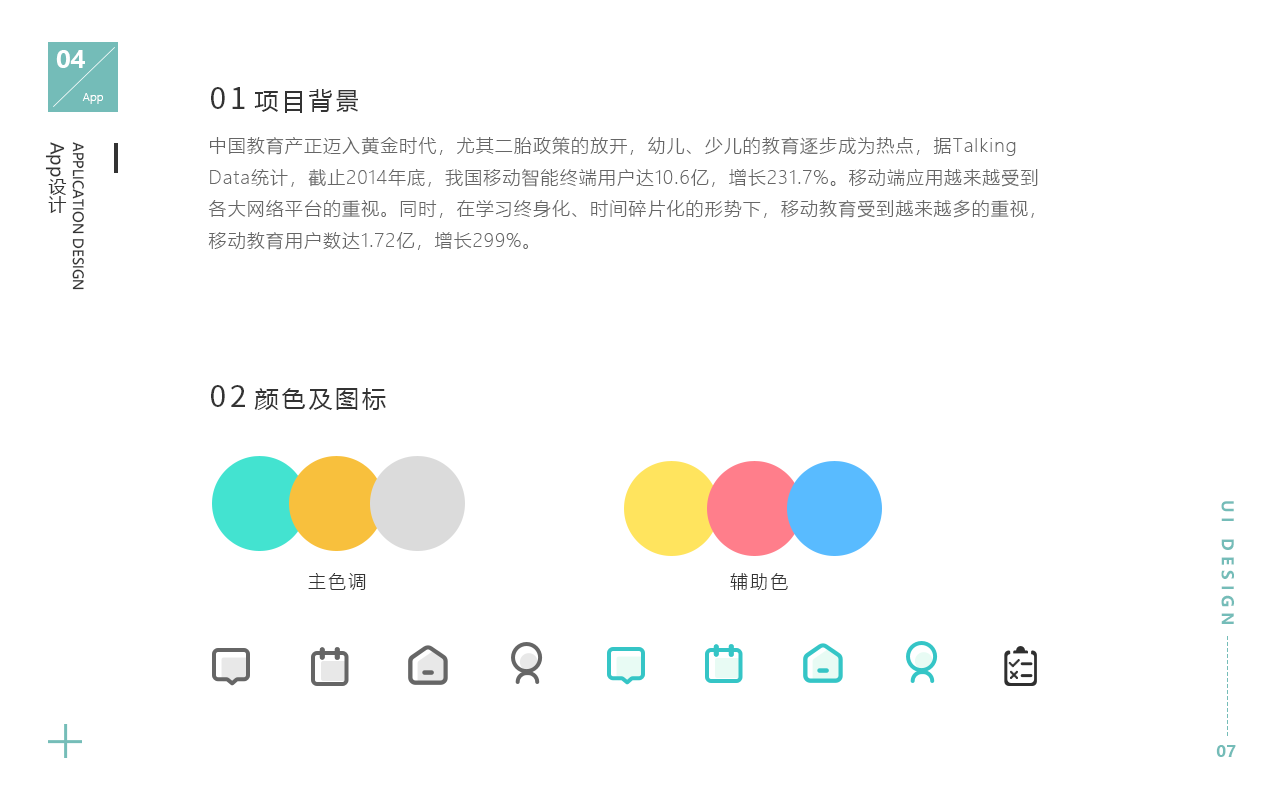 04
App
APPLICATION DESIGN
App设计
01 项目背景
中国教育产正迈入黄金时代，尤其二胎政策的放开，幼儿、少儿的教育逐步成为热点，据Talking
Data统计，截止2014年底，我国移动智能终端用户达10.6亿，增长231.7%。移动端应用越来越受到
各大网络平台的重视。同时，在学习终身化、时间碎片化的形势下，移动教育受到越来越多的重视，
移动教育用户数达1.72亿，增长299%。
02 颜色及图标
主色调
辅助色
UI DESIGN
07